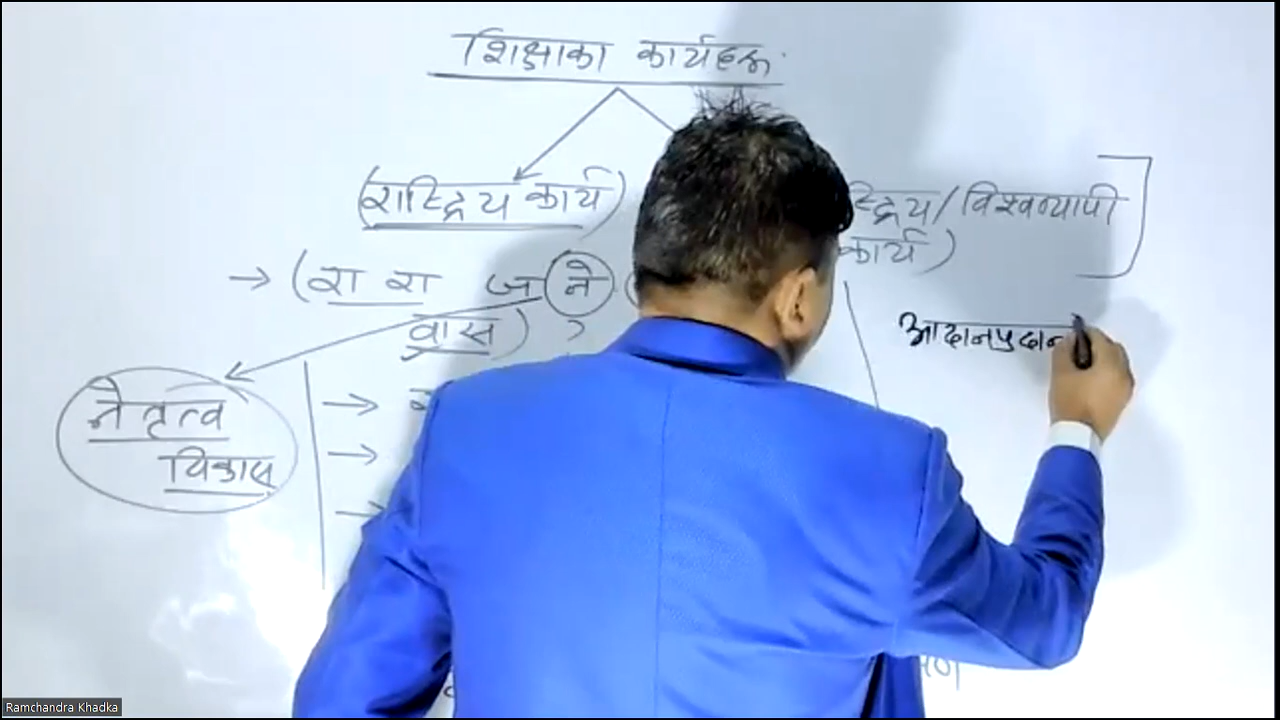 शिक्षाका कार्यहरू
(राष्ट्रिय कार्य)
/विश्वव्यापी
कार्य)
→ (रा रा ज ने
वास)
आदानप्रदान
नेतृत्व
विकास
Ramchandra Khadka